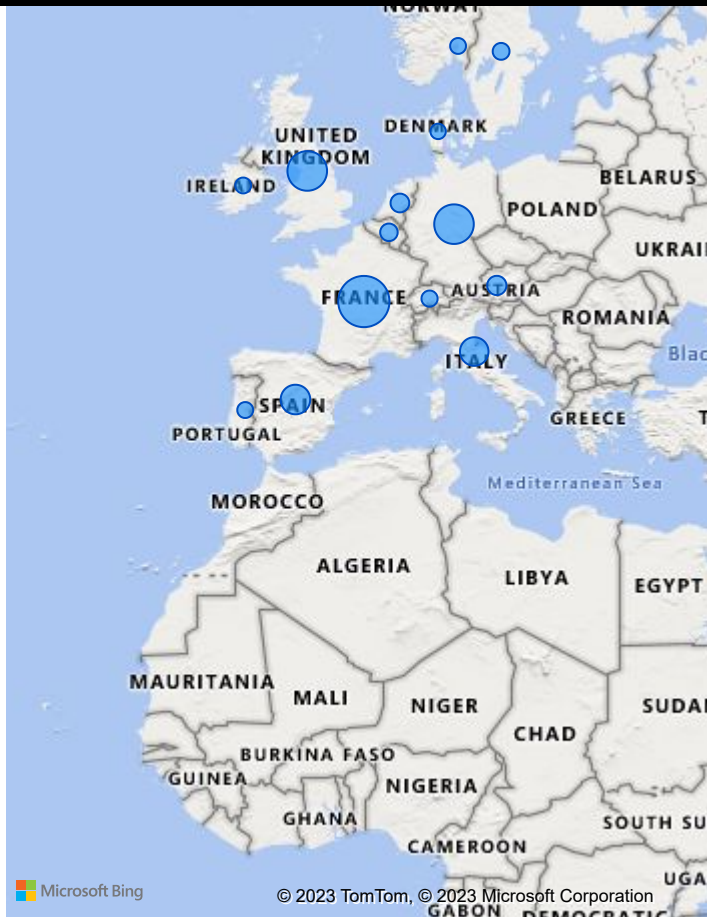 NORWAY
DENMARK
UNITED
KINGDOM
IRELAND
BELARUS
POLAND
UKRAI
FRANCE
AUSTRIA
ROMANIA
Blac
ITALY
SPAIN
GREECE
T
PORTUGAL
Mediterranean Sea
MOROCCO
ALGERIA
LIBYA
EGYPT
MAURITANIA
MALI
NIGER
SUDA
CHAD
BURKINA FASO
GUINEA
NIGERIA
GHANA
SOUTH SU
CAMEROON
UGA
Microsoft Bing
© 2023 TomTom, © 2023 Microsoft Corporation
GABON
DEMOCRATIC